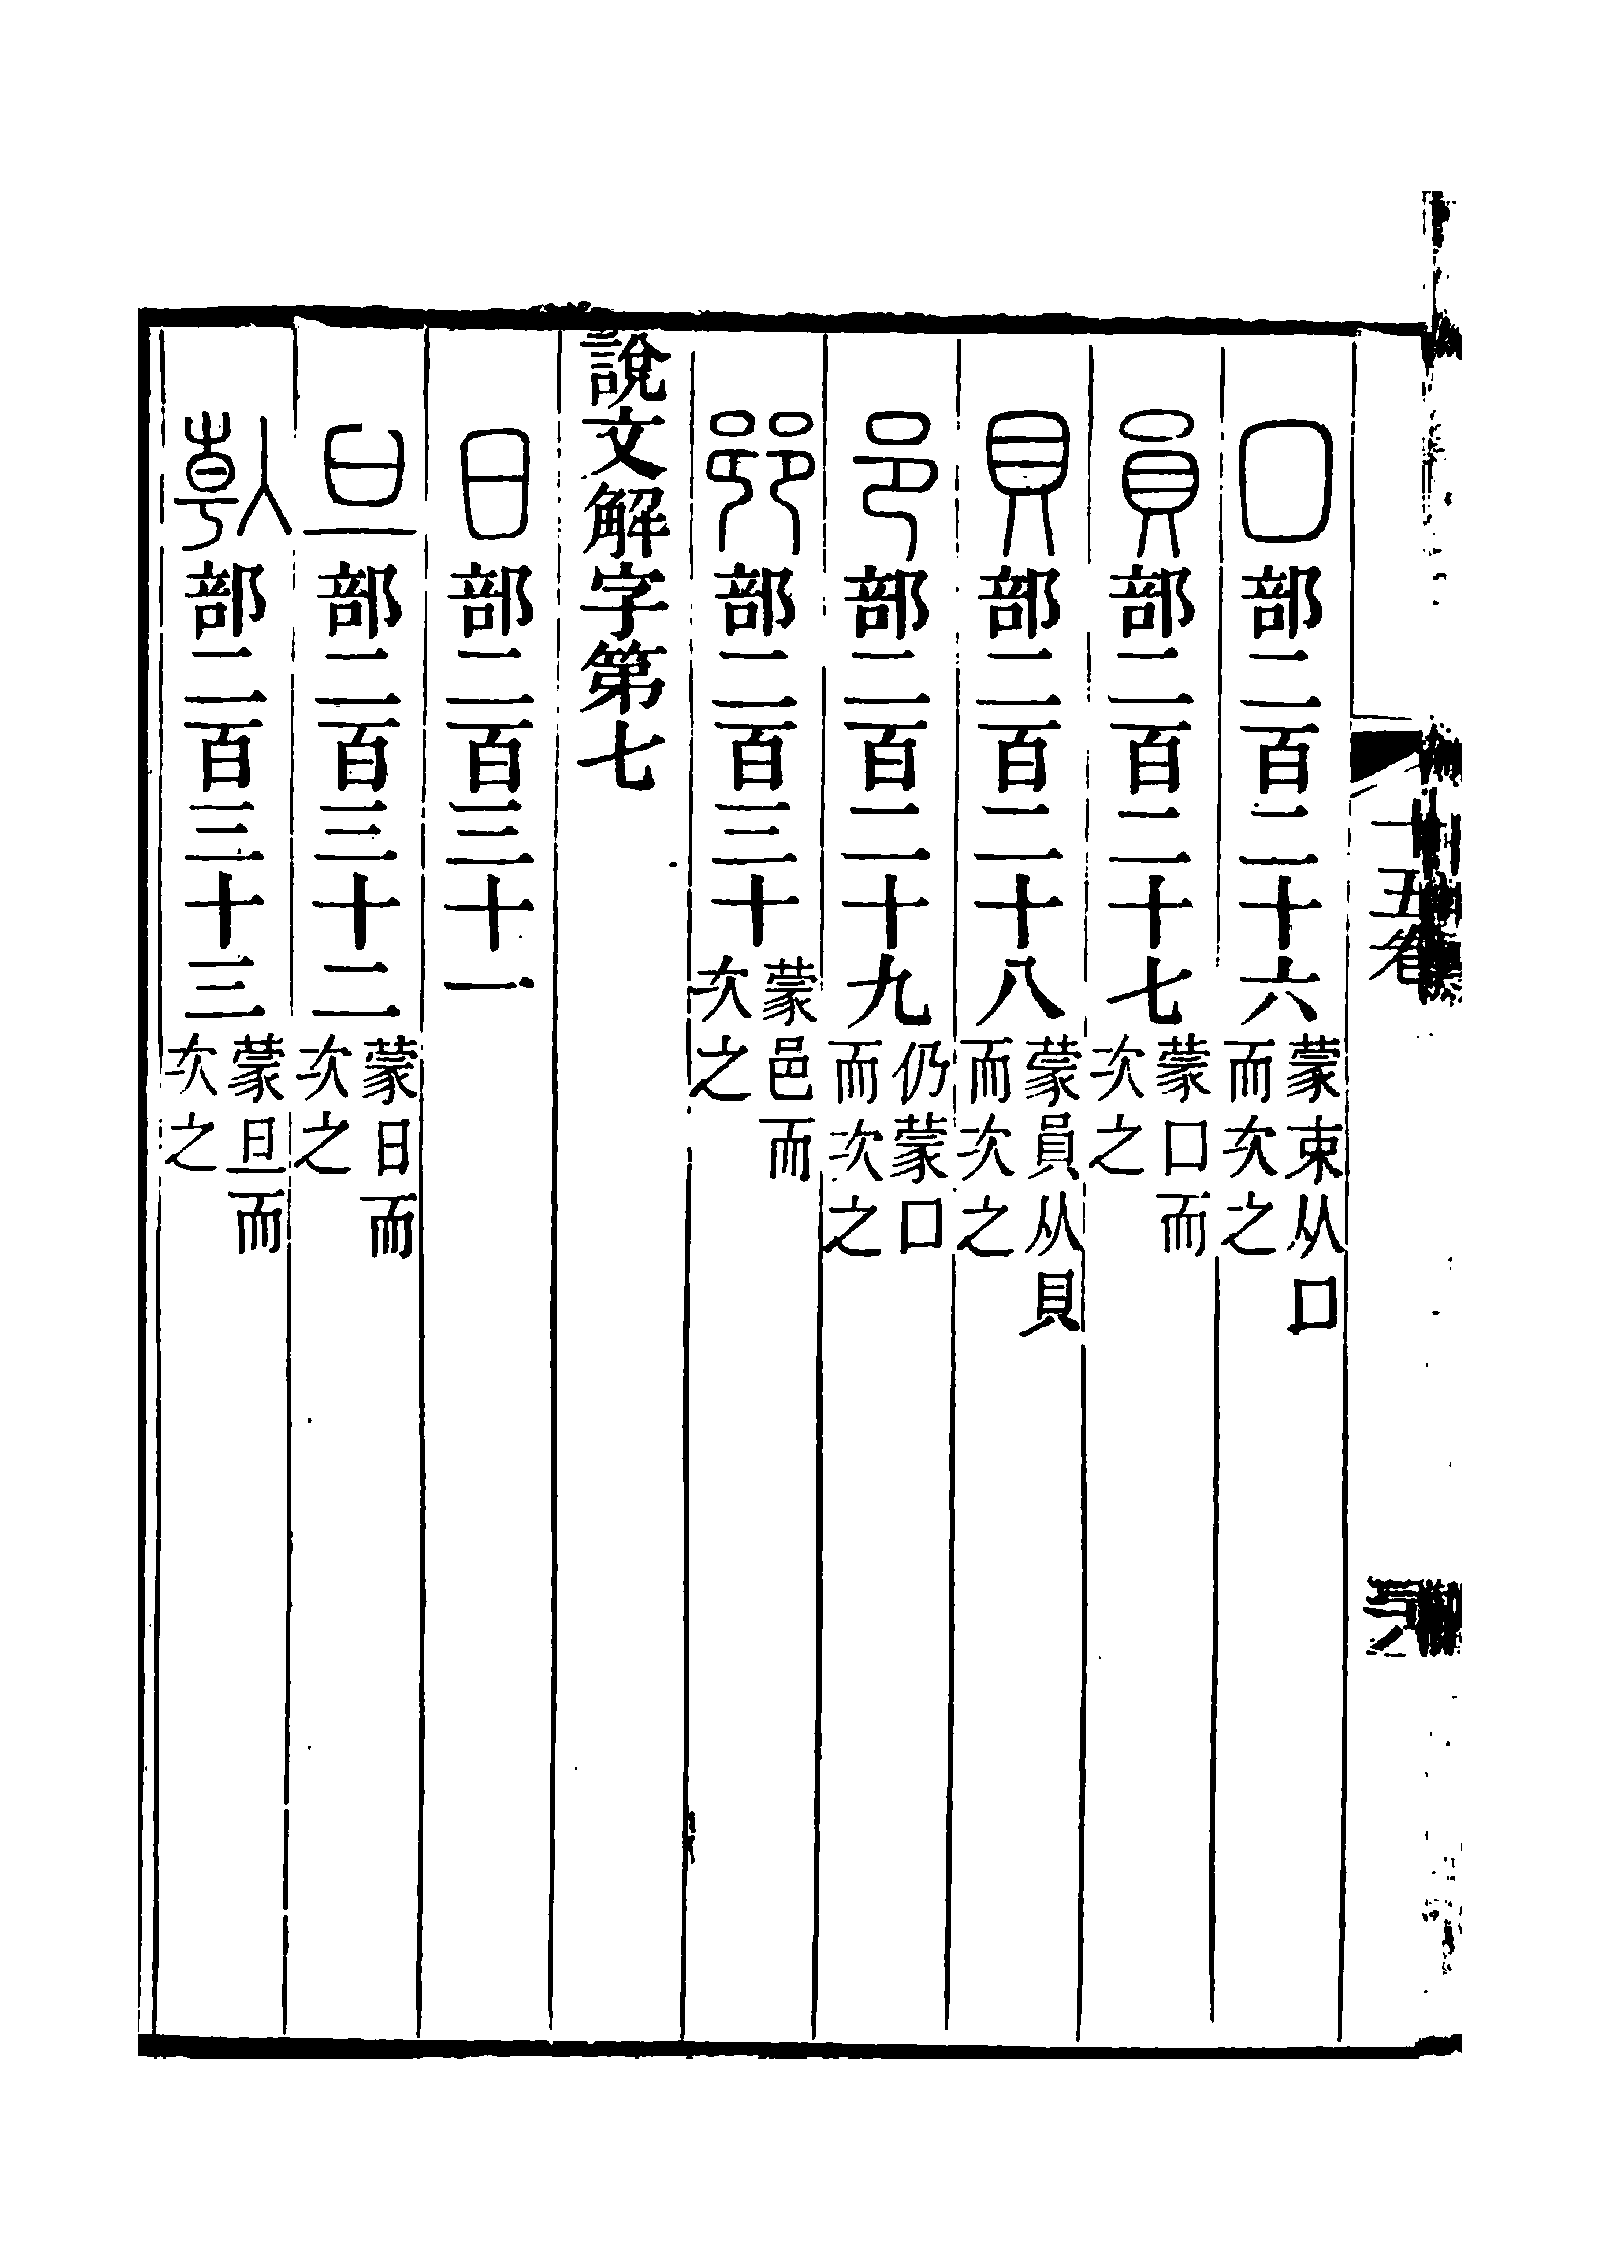 囗部二百二十六蒙束从囗而次之
員部二百二十七蒙囗而次之
貝部二百二十八蒙員从貝而次之
邑部二百二十九仍蒙囗而次之
𨛜部二百三十蒙邑而次之
說文解字第七
日部二百三十一
旦部二百三十二蒙日而次之
倝部二百三十三蒙旦而次之
十五卷